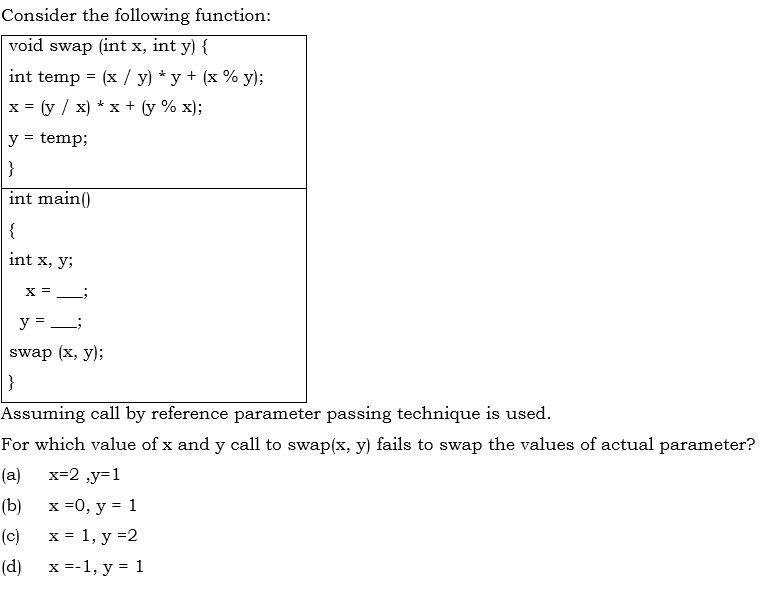 Consider the following function:
void swap (int x, int y) {
int temp = (x / y) * y + (x % y);
x = (y / x) * x + (y % x);
y = temp;
}
int main()
{
int x, y;
x = ___;
y = ___;
swap (x, y);
}
Assuming call by reference parameter passing technique is used.
For which value of x and y call to swap(x, y) fails to swap the values of actual parameter?
(a) x=2 ,y=1
(b) x =0, y = 1
(c) x = 1, y =2
(d) x =-1, y = 1